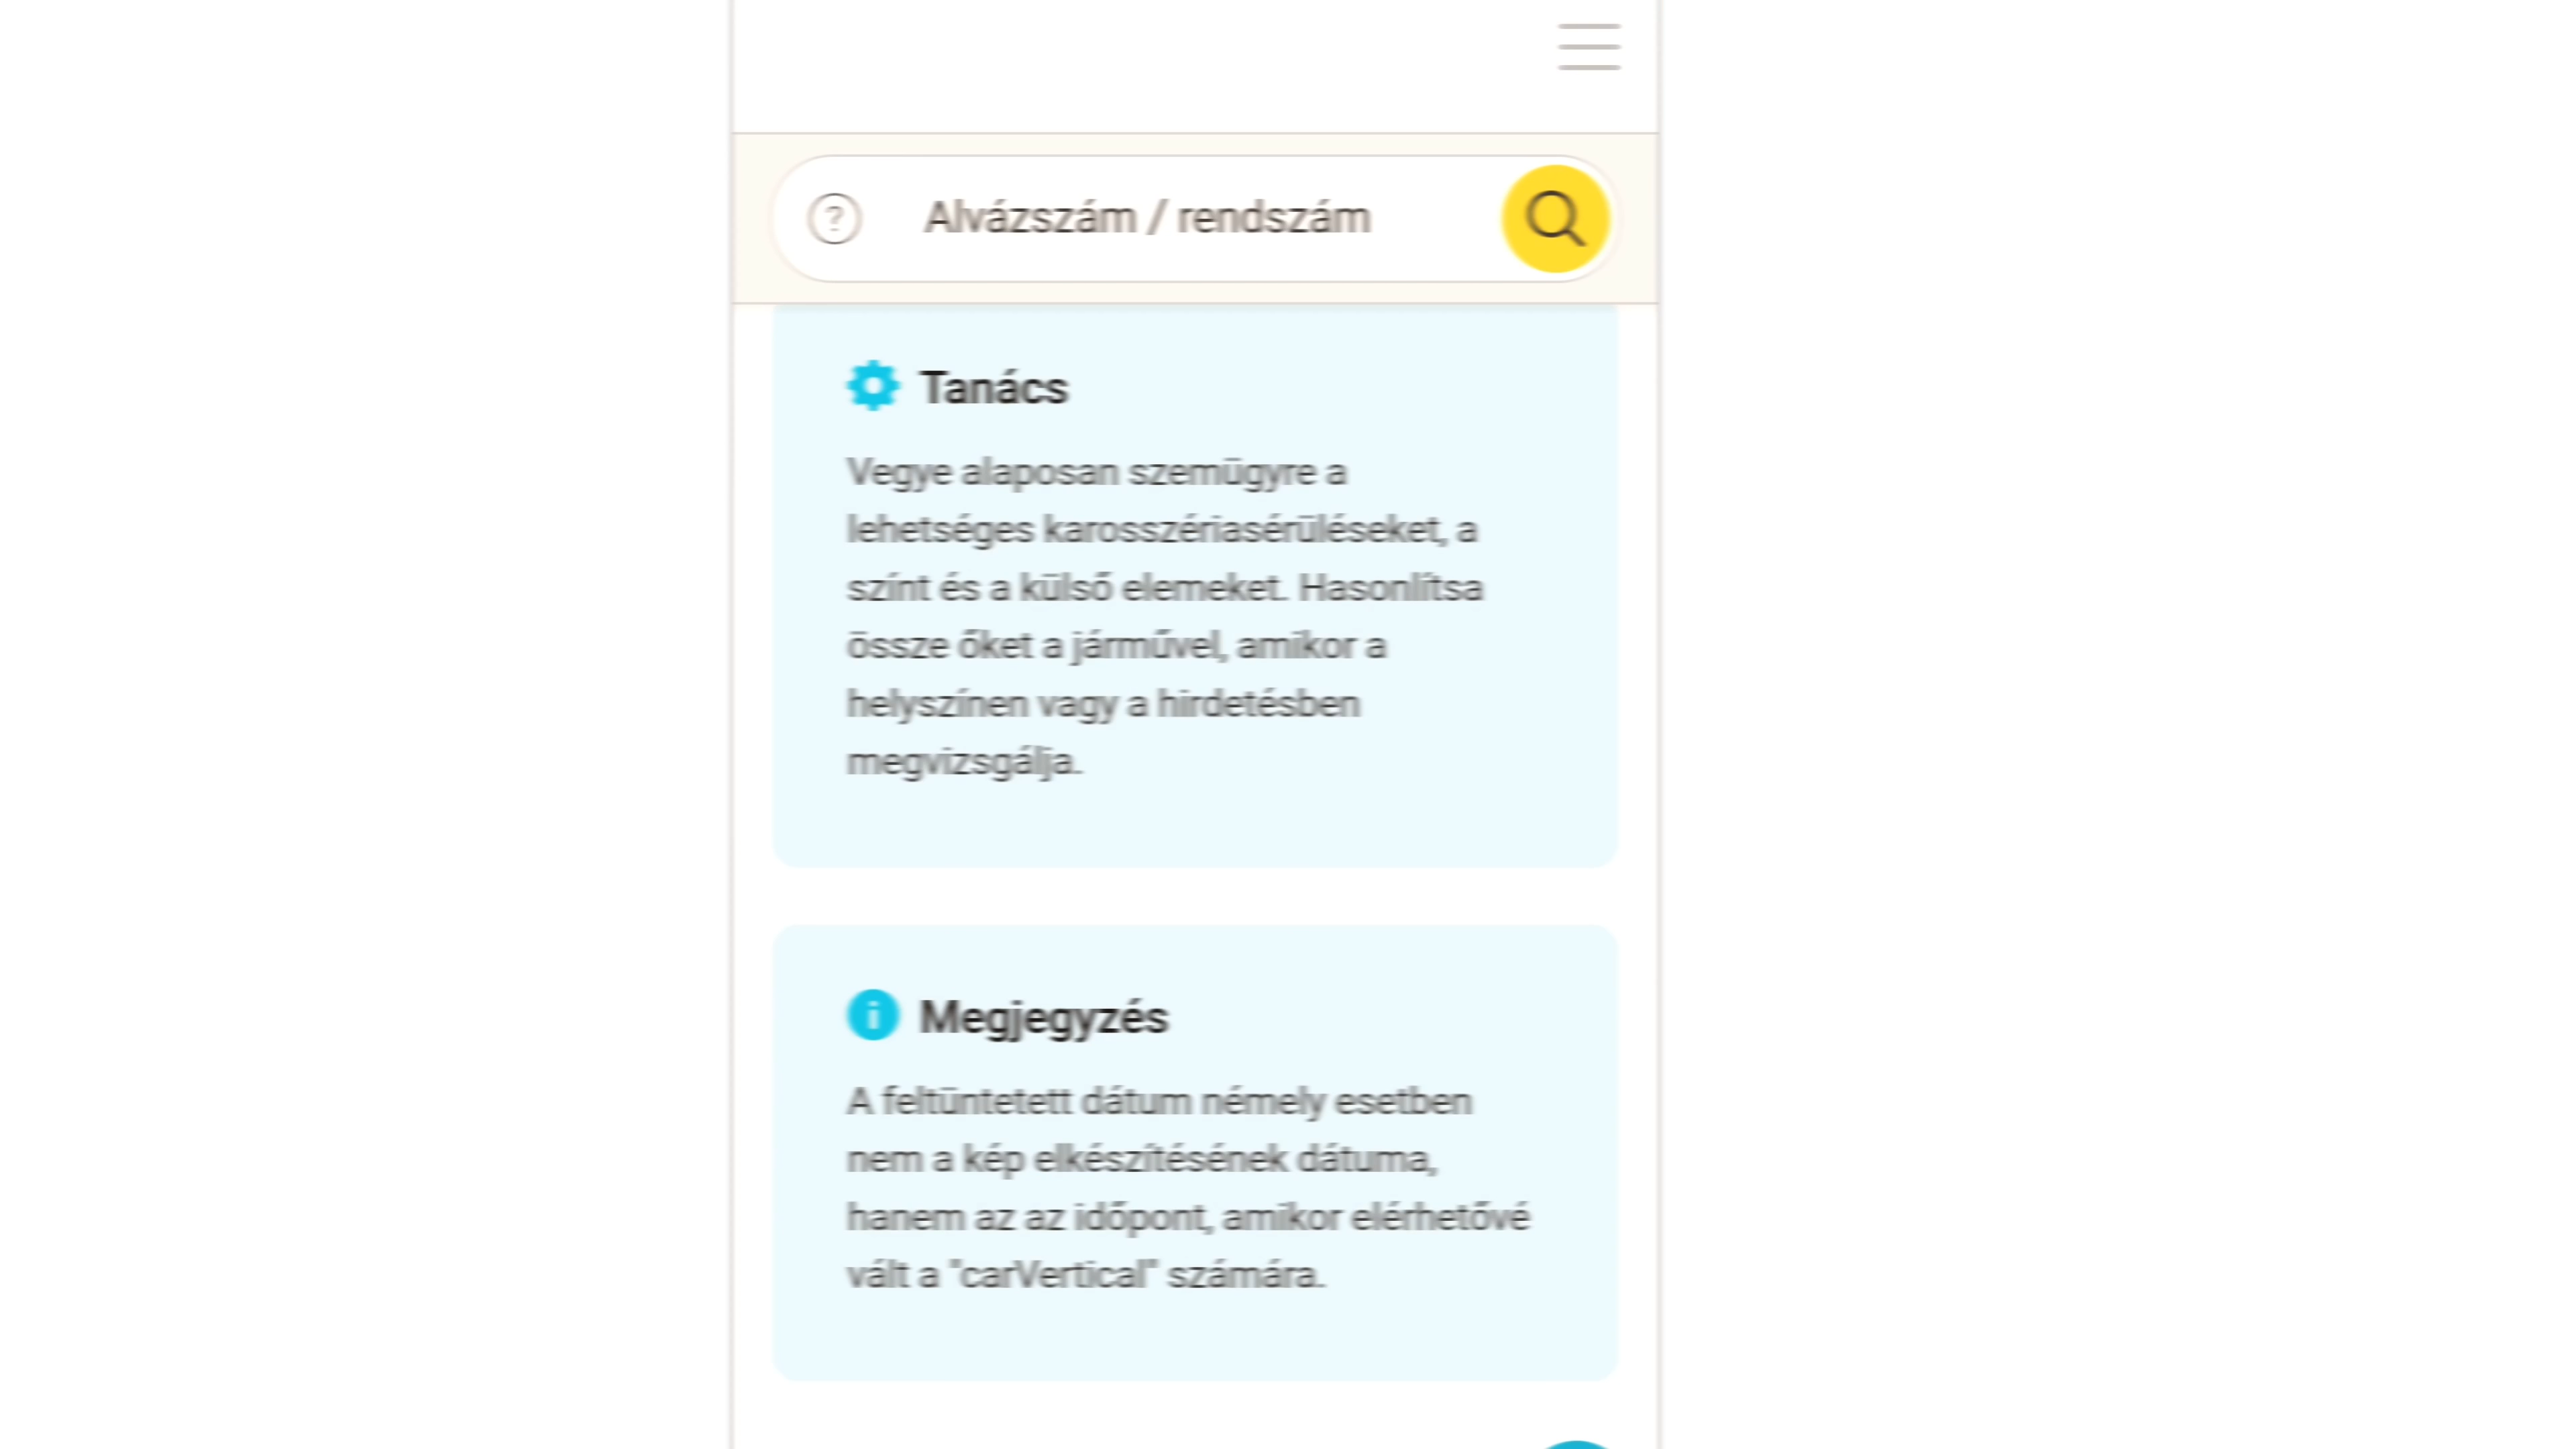 Alvázszám / rendszám
Tanács
Vegye alaposan szemügyre a
lehetséges karosszériasérüléseket, a
színt és a külső elemeket. Hasonlítsa
össze őket a járművel, amikor a
helyszínen vagy a hirdetésben
megvizsgálja.
Megjegyzés
A feltüntetett dátum némely esetben
nem a kép elkészítésének dátuma,
hanem az az időpont, amikor elérhetővé
vált a "carVertical" számára.